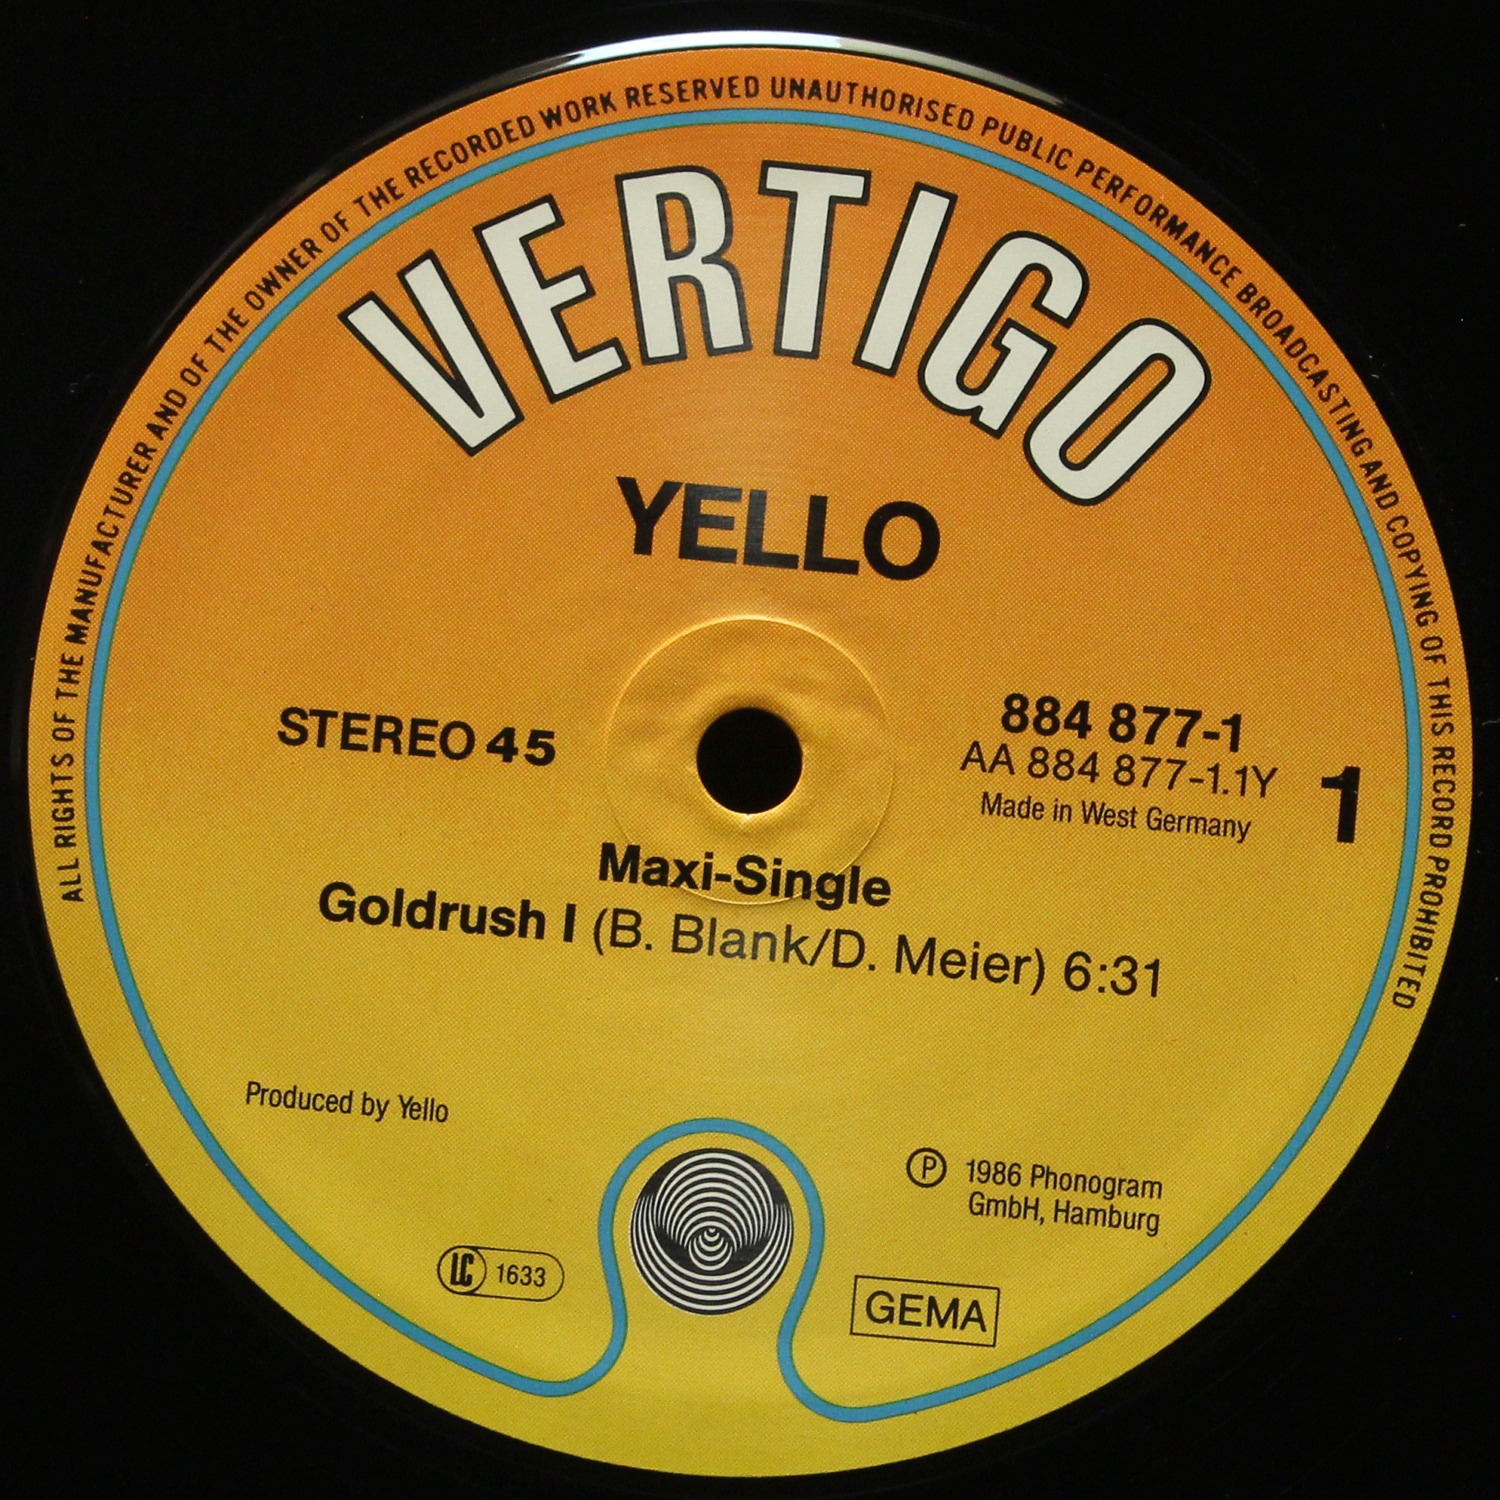 ALL RIGHTS OF THE MANUFACTURER AND OF THE OWNER OF THE RECORDED WORK RESERVED UNAUTHORISED PUBLIC PERFORMANCE BROADCASTING AND COPYING OF THIS RECORD PROHIBITED
VERTIGO
YELLO
STEREO 45
884 877-1
AA 884 877-1.1Y
Made in West Germany
1
Maxi-Single
Goldrush I (B. Blank/D. Meier) 6:31
Produced by Yello
Ⓟ 1986 Phonogram
GmbH, Hamburg
LC 1633
GEMA